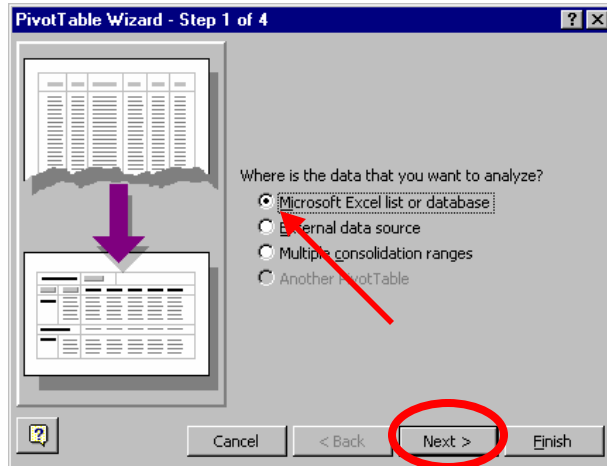 PivotTable Wizard - Step 1 of 4
Where is the data that you want to analyze?
Microsoft Excel list or database
External data source
Multiple consolidation ranges
Another PivotTable
Cancel
< Back
Next >
Finish